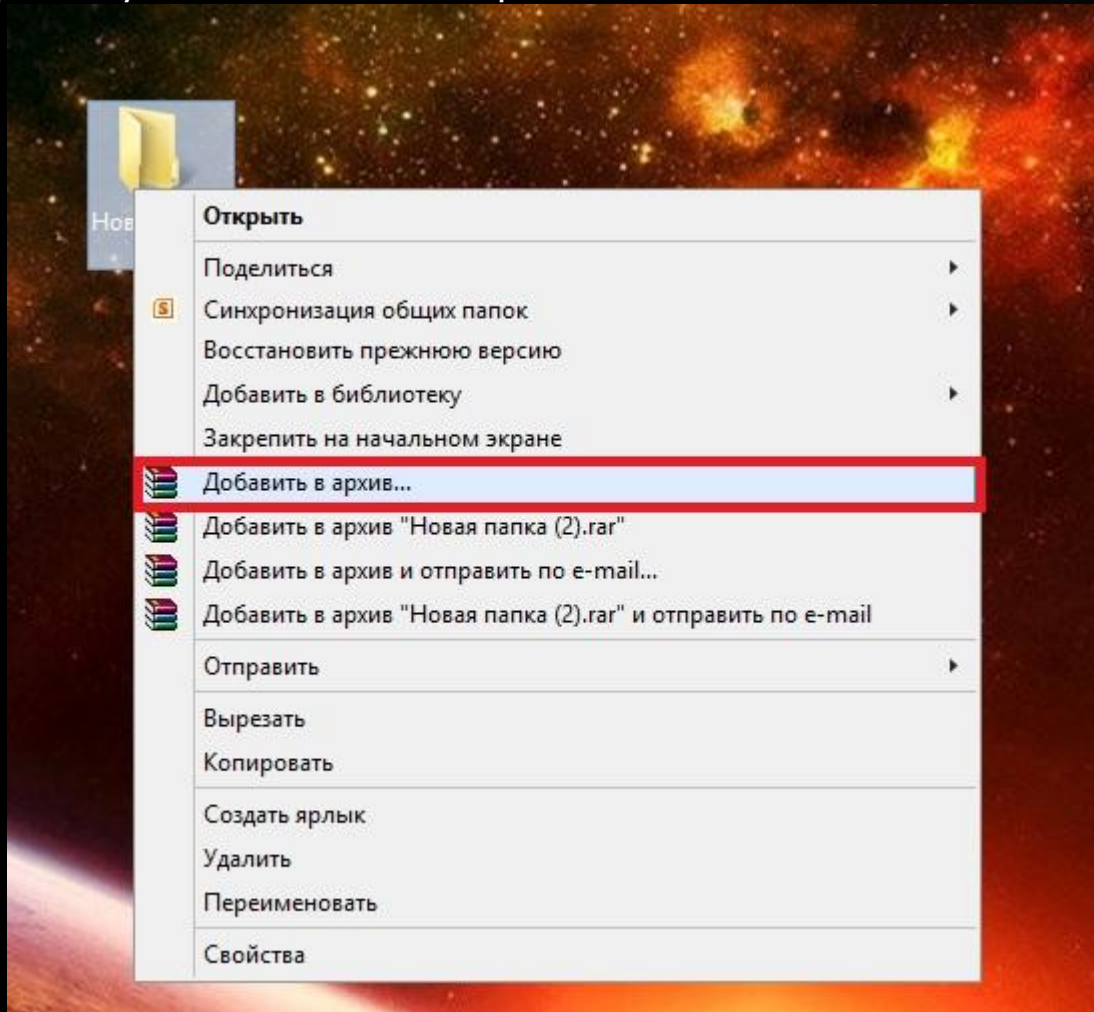 Нов
Открыть
Поделиться
S
Синхронизация общих папок
Восстановить прежнюю версию
Добавить в библиотеку
Закрепить на начальном экране
Добавить в архив...
Добавить в архив "Новая папка (2).rar"
Добавить в архив и отправить по e-mail...
Добавить в архив "Новая папка (2).rar" и отправить по e-mail
Отправить
Вырезать
Копировать
Создать ярлык
Удалить
Переименовать
Свойства